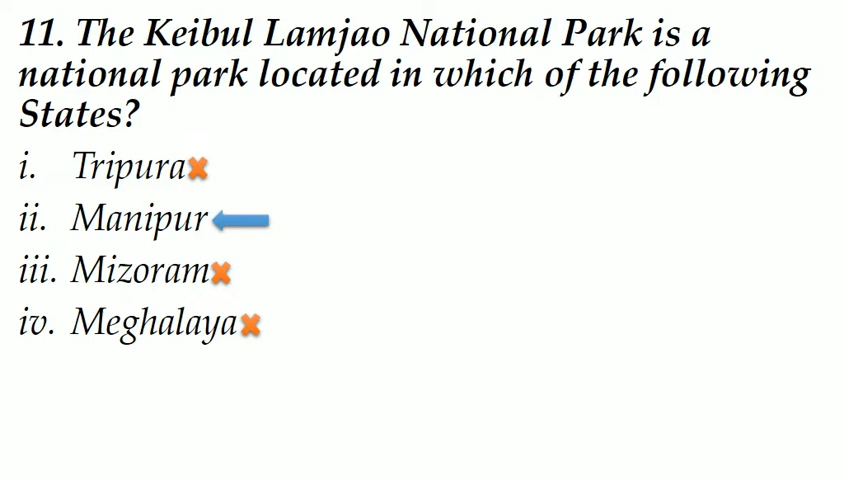 11. The Keibul Lamjao National Park is a
national park located in which of the following
States?
i. Tripura
ii. Manipur
iii. Mizoram
iv. Meghalaya